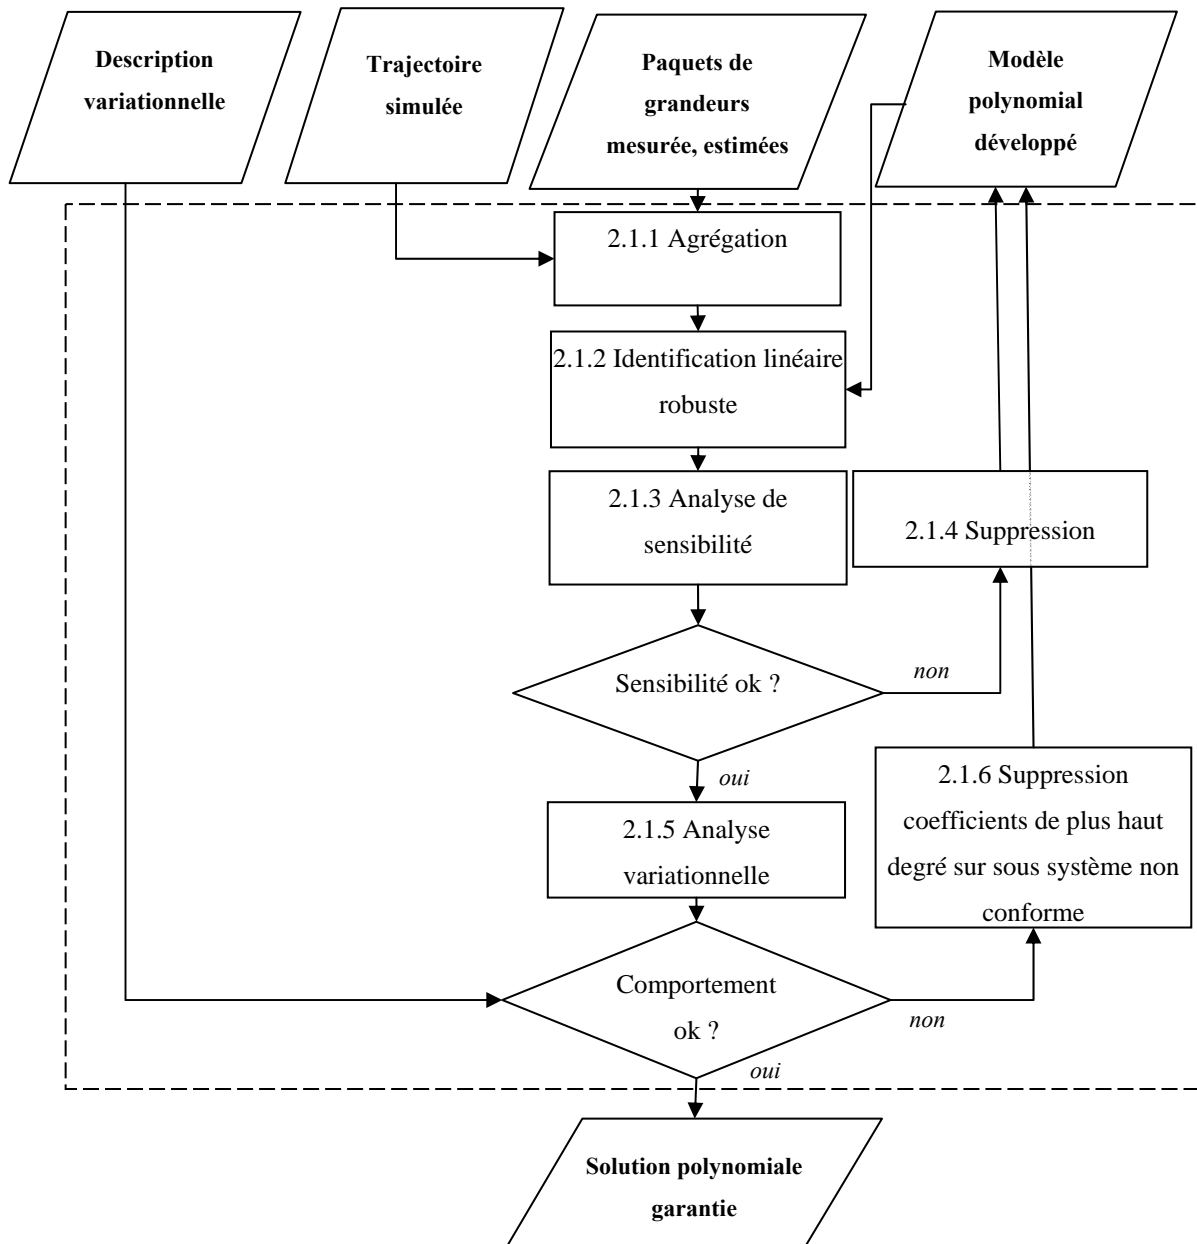 Description
variationnelle
Trajectoire
simulée
Paquets de
grandeurs
mesurée, estimées
Modèle
polynomial
développé
2.1.1 Agrégation
2.1.2 Identification linéaire
robuste
2.1.3 Analyse de
sensibilité
2.1.4 Suppression
Sensibilité ok ?
non
oui
2.1.5 Analyse
variationnelle
2.1.6 Suppression
coefficients de plus haut
degré sur sous système non
conforme
Comportement
ok ?
non
oui
Solution polynomiale
garantie